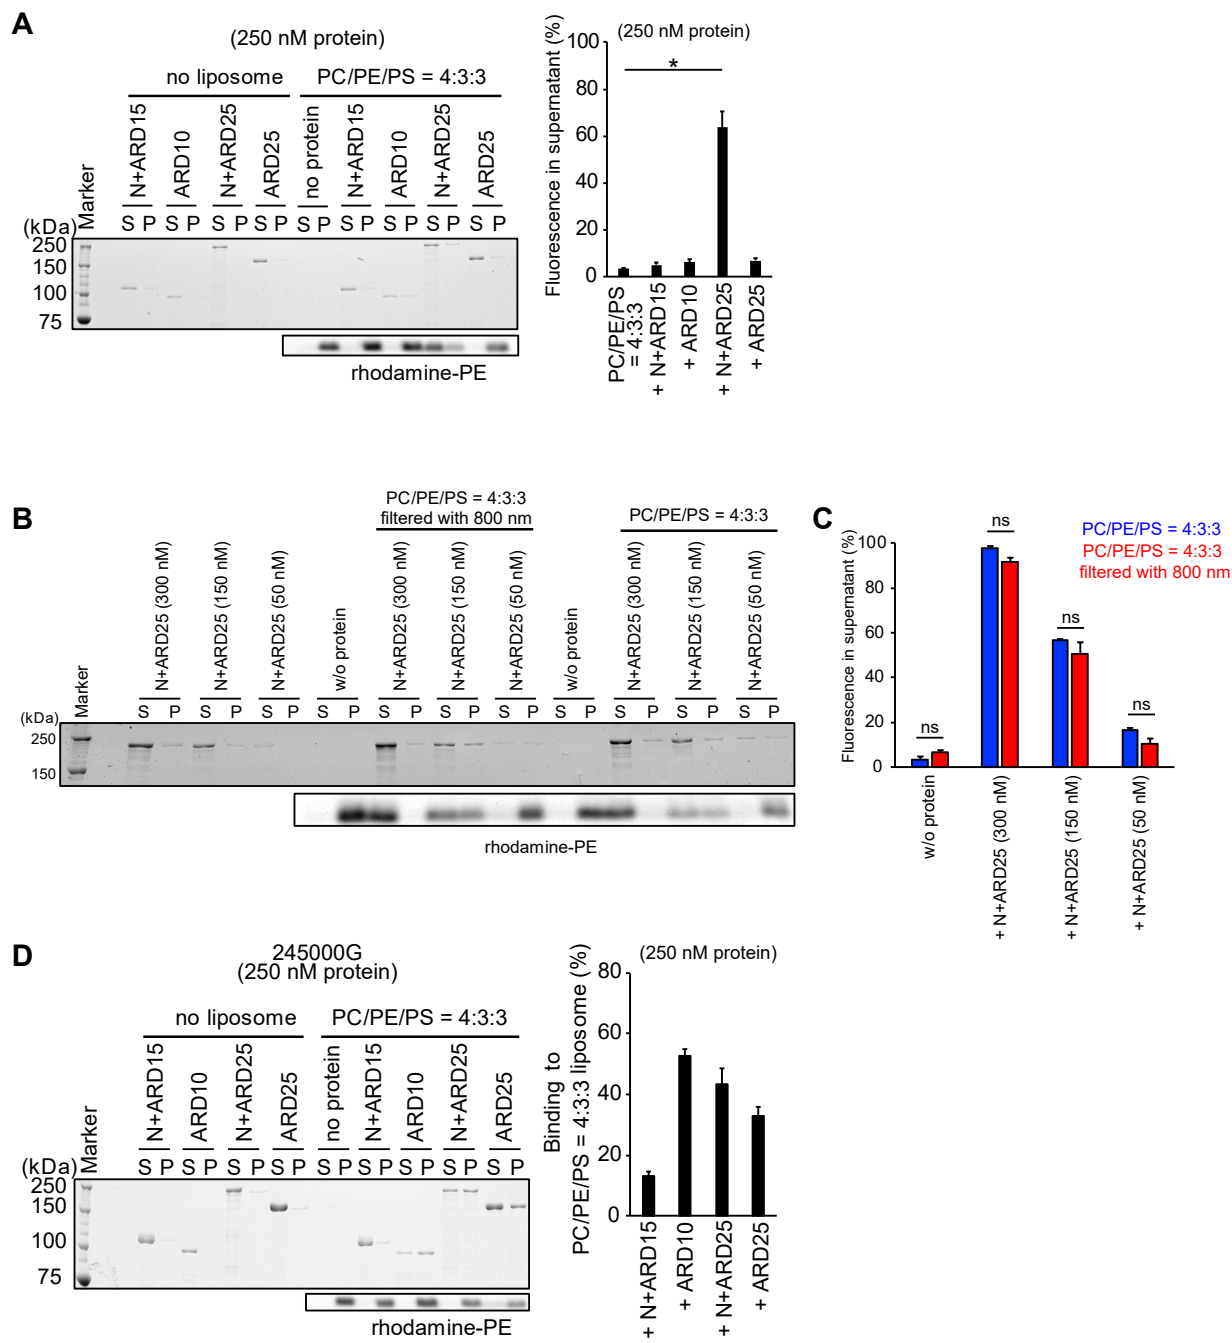 A
(250 nM protein)
no liposome
PC/PE/PS = 4:3:3
Marker
N+ARD15
ARD10
N+ARD25
ARD25
no protein
N+ARD15
ARD10
N+ARD25
ARD25
(kDa)
S P S P S P S P S P S P S P S P S P
250
150
100
75
rhodamine-PE
(250 nM protein)
*
Fluorescence in supernatant (%)
100
80
60
40
20
0
PC/PE/PS
= 4:3:3
+ N+ARD15
+ ARD10
+ N+ARD25
+ ARD25
B
PC/PE/PS = 4:3:3
filtered with 800 nm
PC/PE/PS = 4:3:3
Marker
N+ARD25 (300 nM)
N+ARD25 (150 nM)
N+ARD25 (50 nM)
w/o protein
N+ARD25 (300 nM)
N+ARD25 (150 nM)
N+ARD25 (50 nM)
w/o protein
N+ARD25 (300 nM)
N+ARD25 (150 nM)
N+ARD25 (50 nM)
(kDa)
S P S P S P S P S P S P S P S P S P S P S P
250
150
rhodamine-PE
C
PC/PE/PS = 4:3:3
PC/PE/PS = 4:3:3
filtered with 800 nm
Fluorescence in supernatant (%)
100
80
60
40
20
0
ns
ns
ns
ns
w/o protein
+ N+ARD25 (300 nM)
+ N+ARD25 (150 nM)
+ N+ARD25 (50 nM)
D
245000G
(250 nM protein)
no liposome
PC/PE/PS = 4:3:3
Marker
N+ARD15
ARD10
N+ARD25
ARD25
no protein
N+ARD15
ARD10
N+ARD25
ARD25
(kDa)
S P S P S P S P S P S P S P S P S P
250
150
100
75
rhodamine-PE
(250 nM protein)
Binding to
PC/PE/PS = 4:3:3 liposome (%)
80
60
40
20
0
+ N+ARD15
+ ARD10
+ N+ARD25
+ ARD25